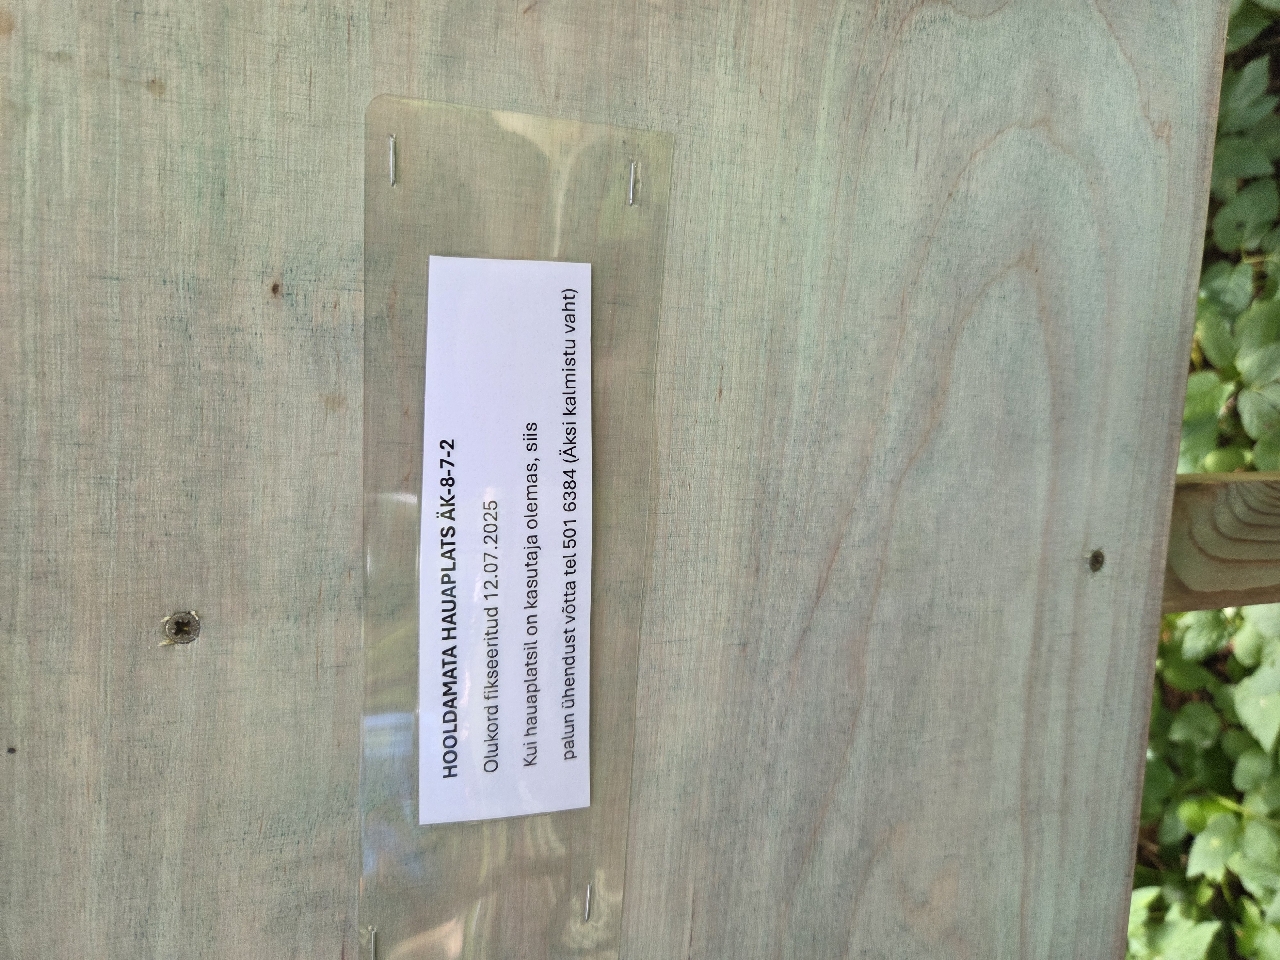 HOOLDAMATA HAUAPLATS ÄK-8-7-2
Olukord fikseeritud 12.07.2025
Kui hauaplatsil on kasutaja olemas, siis
palun ühendust võtta tel 501 6384 (Äksi kalmistu vaht)